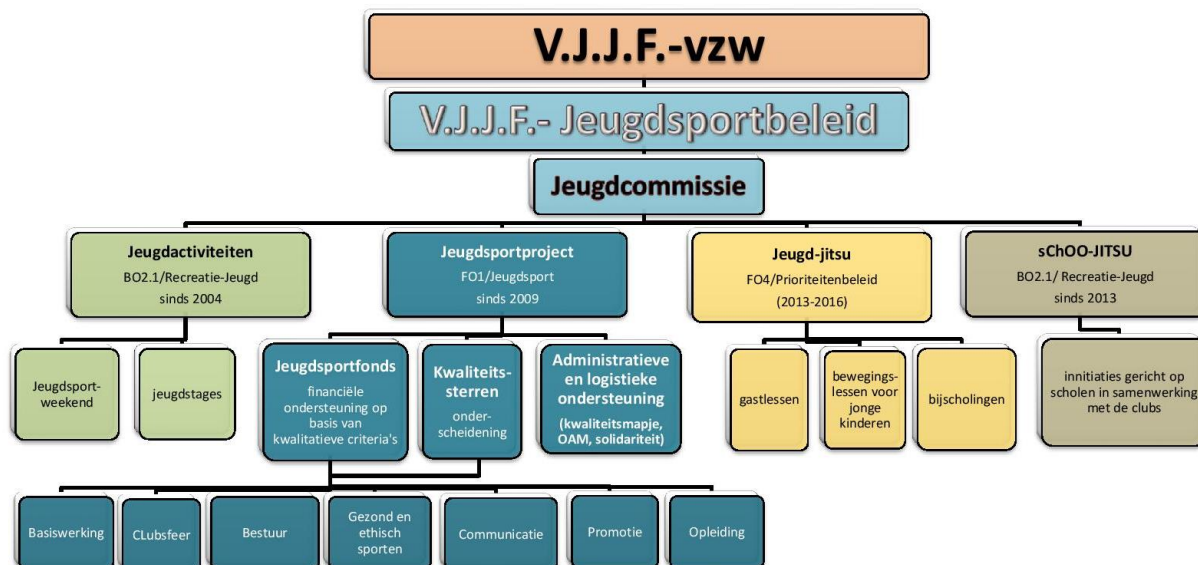 V.J.J.F.-vzw
V.J.J.F.- Jeugdsportbeleid
Jeugdcommissie
Jeugdactiviteiten
BO2.1/Recreatie-Jeugd
sinds 2004
Jeugdsportproject
FO1/Jeugdsport
sinds 2009
Jeugd-jitsu
FO4/Prioriteitenbeleid
(2013-2016)
sChOO-JITSU
BO2.1/ Recreatie-Jeugd
sinds 2013
Jeugdsport-
weekend
jeugdstages
Jeugdsportfonds
financiële
ondersteuning op
basis van
kwalitatieve criteria's
Kwaliteits-
sterren
onder-
scheidening
Administratieve
en logistieke
ondersteuning
(kwaliteitsmapje,
OAM, solidariteit)
gastlessen
bewegings-
lessen voor
jonge
kinderen
bijscholingen
innitiaties gericht op
scholen in samenwerking
met de clubs
Basiswerking
CLubsfeer
Bestuur
Gezond en
ethisch
sporten
Communicatie
Promotie
Opleiding